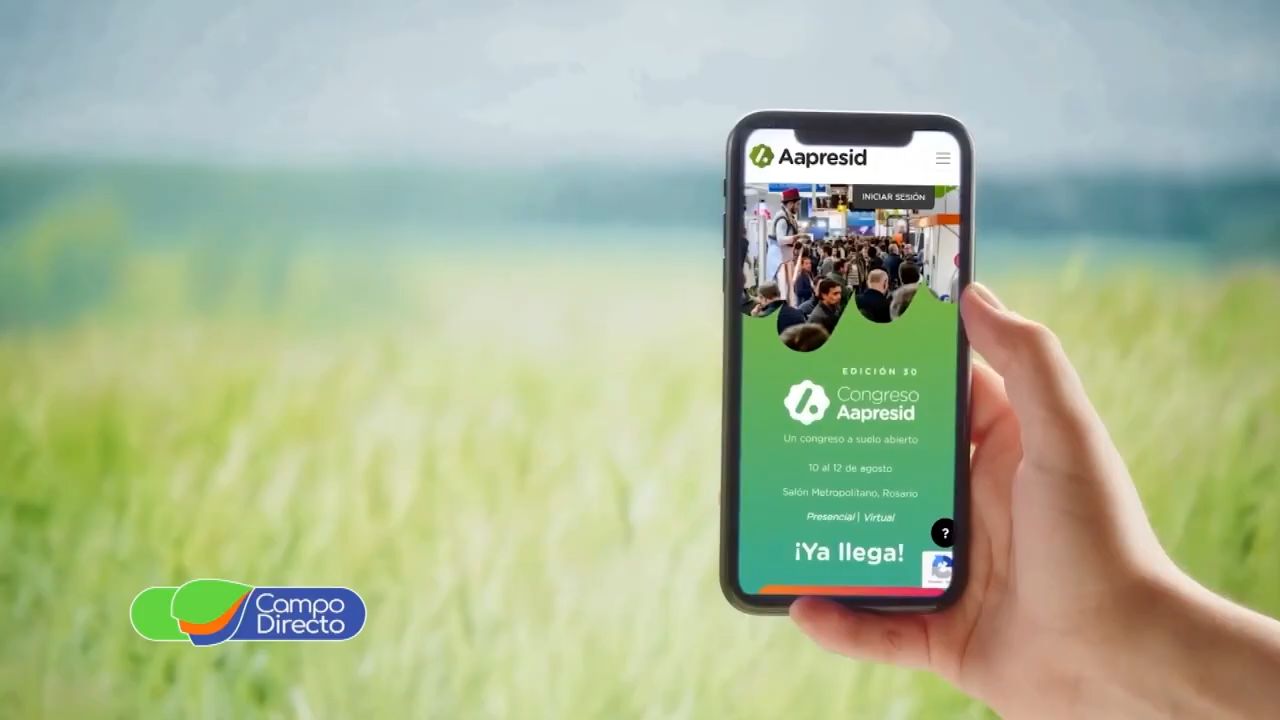 Aapresid
INICIAR SESIÓN
EDICIÓN 30
Congreso
Aapresid
Un congreso a suelo abierto
10 al 12 de agosto
Salón Metropolitano, Rosario
Presencial | Virtual
¡Ya llega!
?
Campo
Directo